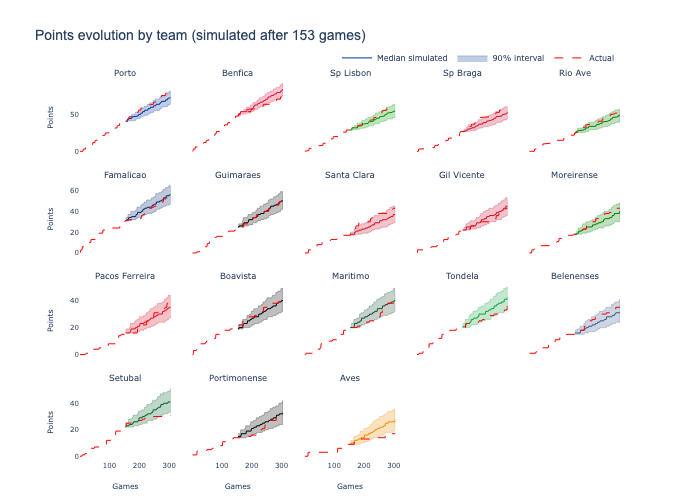 Points evolution by team (simulated after 153 games)
Median simulated 90% interval Actual
Porto Benfica Sp Lisbon Sp Braga Rio Ave
Points
50
0
Famalicao Guimaraes Santa Clara Gil Vicente Moreirense
Points
60
40
20
0
Pacos Ferreira Boavista Maritimo Tondela Belenenses
Points
40
20
0
Setubal Portimonense Aves
Points
40
20
0
100 200 300 100 200 300 100 200 300
Games Games Games